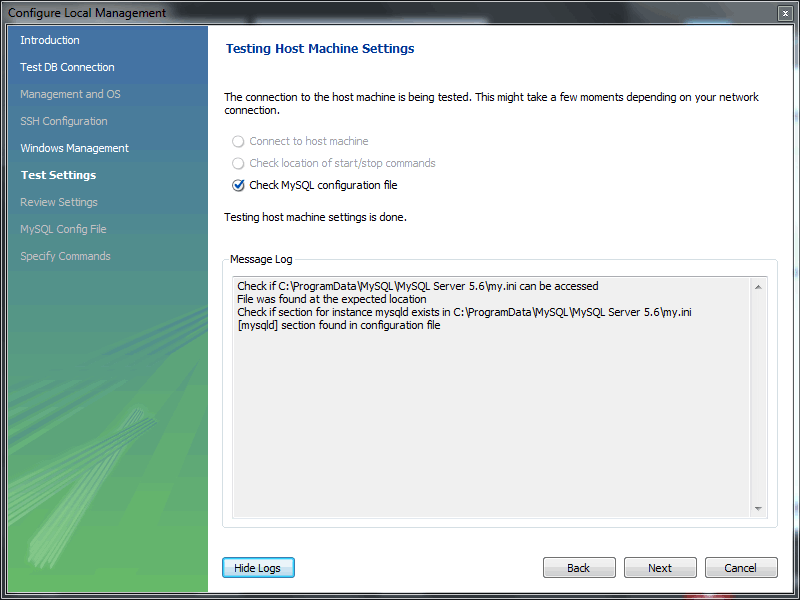 Configure Local Management
Introduction
Test DB Connection
Management and OS
SSH Configuration
Windows Management
Test Settings
Review Settings
MySQL Config File
Specify Commands
Testing Host Machine Settings
The connection to the host machine is being tested. This might take a few moments depending on your network
connection.
Connect to host machine
Check location of start/stop commands
Check MySQL configuration file
Testing host machine settings is done.
Message Log
Check if C:\ProgramData\MySQL\MySQL Server 5.6\my.ini can be accessed
File was found at the expected location
Check if section for instance mysqld exists in C:\ProgramData\MySQL\MySQL Server 5.6\my.ini
[mysqld] section found in configuration file
Hide Logs
Back
Next
Cancel